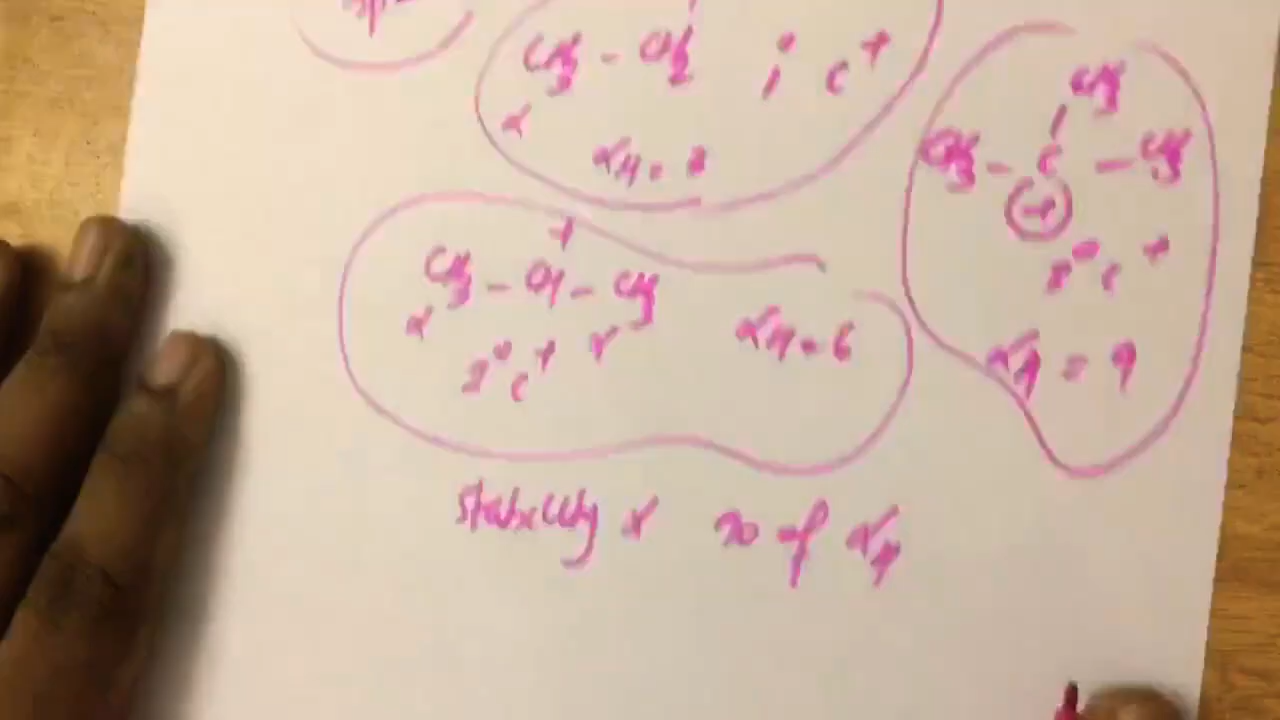 CH3 - CH2 1° C+
α
αH = 3
CH3
CH3 - C - CH3
+
3° C+
αH = 9
+
CH3 - CH - CH3
α α αH = 6
2° C+
stability α no of αH